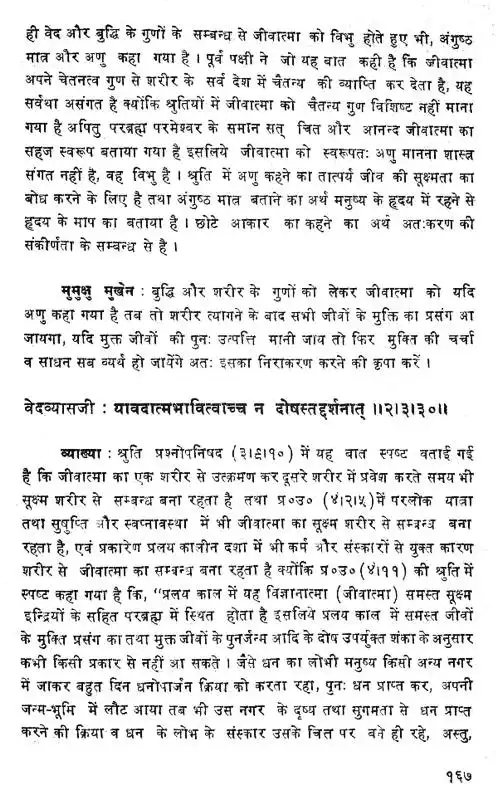 ही वेद और बुद्धि के गुणों के सम्बन्ध से जीवात्मा को विभु होते हुए भी, अंगुष्ठ
मात्र और अणु कहा गया है । पूर्व पक्षी ने जो यह बात कही है कि जीवात्मा
अपने चेतनत्व गुण से शरीर के सर्व देश में चैतन्य की व्याप्ति कर देता है, यह
सर्वथा असंगत है क्योंकि श्रुतियों में जीवात्मा को चैतन्य गुण विशिष्ट नहीं माना
गया है अपितु परब्रह्म परमेश्वर के समान सत् चित और आनन्द जीवात्मा का
सहज स्वरूप बताया गया है इसलिये जीवात्मा को स्वरूपतः अणु मानना शास्त्र
संगत नहीं है, वह विभु है । श्रुति में अणु कहने का तात्पर्य जीव की सूक्ष्मता का
बोध करने के लिए है तथा अंगुष्ठ मात्र बताने का अर्थ मनुष्य के हृदय में रहने से
हृदय के माप का बताया है । छोटे आकार का कहने का अर्थ अतःकरण की
संकीर्णता के सम्बन्ध से है ।
मुमुक्षु मुखेन : बुद्धि और शरीर के गुणों को लेकर जीवात्मा को यदि
अणु कहा गया है तब तो शरीर त्यागने के बाद सभी जीवों के मुक्ति का प्रसंग आ
जायगा, यदि मुक्त जीवों की पुनः उत्पत्ति मानी जाय तो फिर मुक्ति की चर्चा
व साधन सब व्यर्थ हो जायेंगे अतः इसका निराकरण करने की कृपा करें ।
वेदव्यासजी : यावदात्मभावित्वाच्च न दोषस्तद्दर्शनात् ॥२।३।३०॥
व्याख्या : श्रुति प्रश्नोपनिषद (३।९।१०) में यह बात स्पष्ट बताई गई
है कि जीवात्मा का एक शरीर से उत्क्रमण कर दूसरे शरीर में प्रवेश करते समय भी
सूक्ष्म शरीर से सम्बन्ध बना रहता है तथा प्र०उ० (४।२।५) में परलोक यात्रा
तथा सुषुप्ति और स्वप्नावस्था में भी जीवात्मा का सूक्ष्म शरीर से सम्बन्ध बना
रहता है, एवं प्रकारेण प्रलय कालीन दशा में भी कर्म और संस्कारों से युक्त कारण
शरीर से जीवात्मा का सम्बन्ध बना रहता है क्योंकि प्र०उ० (४।११) की श्रुति में
स्पष्ट कहा गया है कि, "प्रलय काल में यह विज्ञानात्मा (जीवात्मा) समस्त सूक्ष्म
इन्द्रियों के सहित परब्रह्म में स्थित होता है इसलिये प्रलय काल में समस्त जीवों
के मुक्ति प्रसंग का तथा मुक्त जीवों के पुनर्जन्म आदि के दोष उपर्युक्त शंका के अनुसार
कभी किसी प्रकार से नहीं आ सकते । जैसे धन का लोभी मनुष्य किसी अन्य नगर
में जाकर बहुत दिन धनोपार्जन क्रिया को करता रहा, पुनः धन प्राप्त कर, अपनी
जन्म-भूमि में लौट आया तब भी उस नगर के दृष्य तथा सुगमता से धन प्राप्त
करने की क्रिया व धन के लोभ के संस्कार उसके चित पर बने ही रहे, अस्तु,
१६७